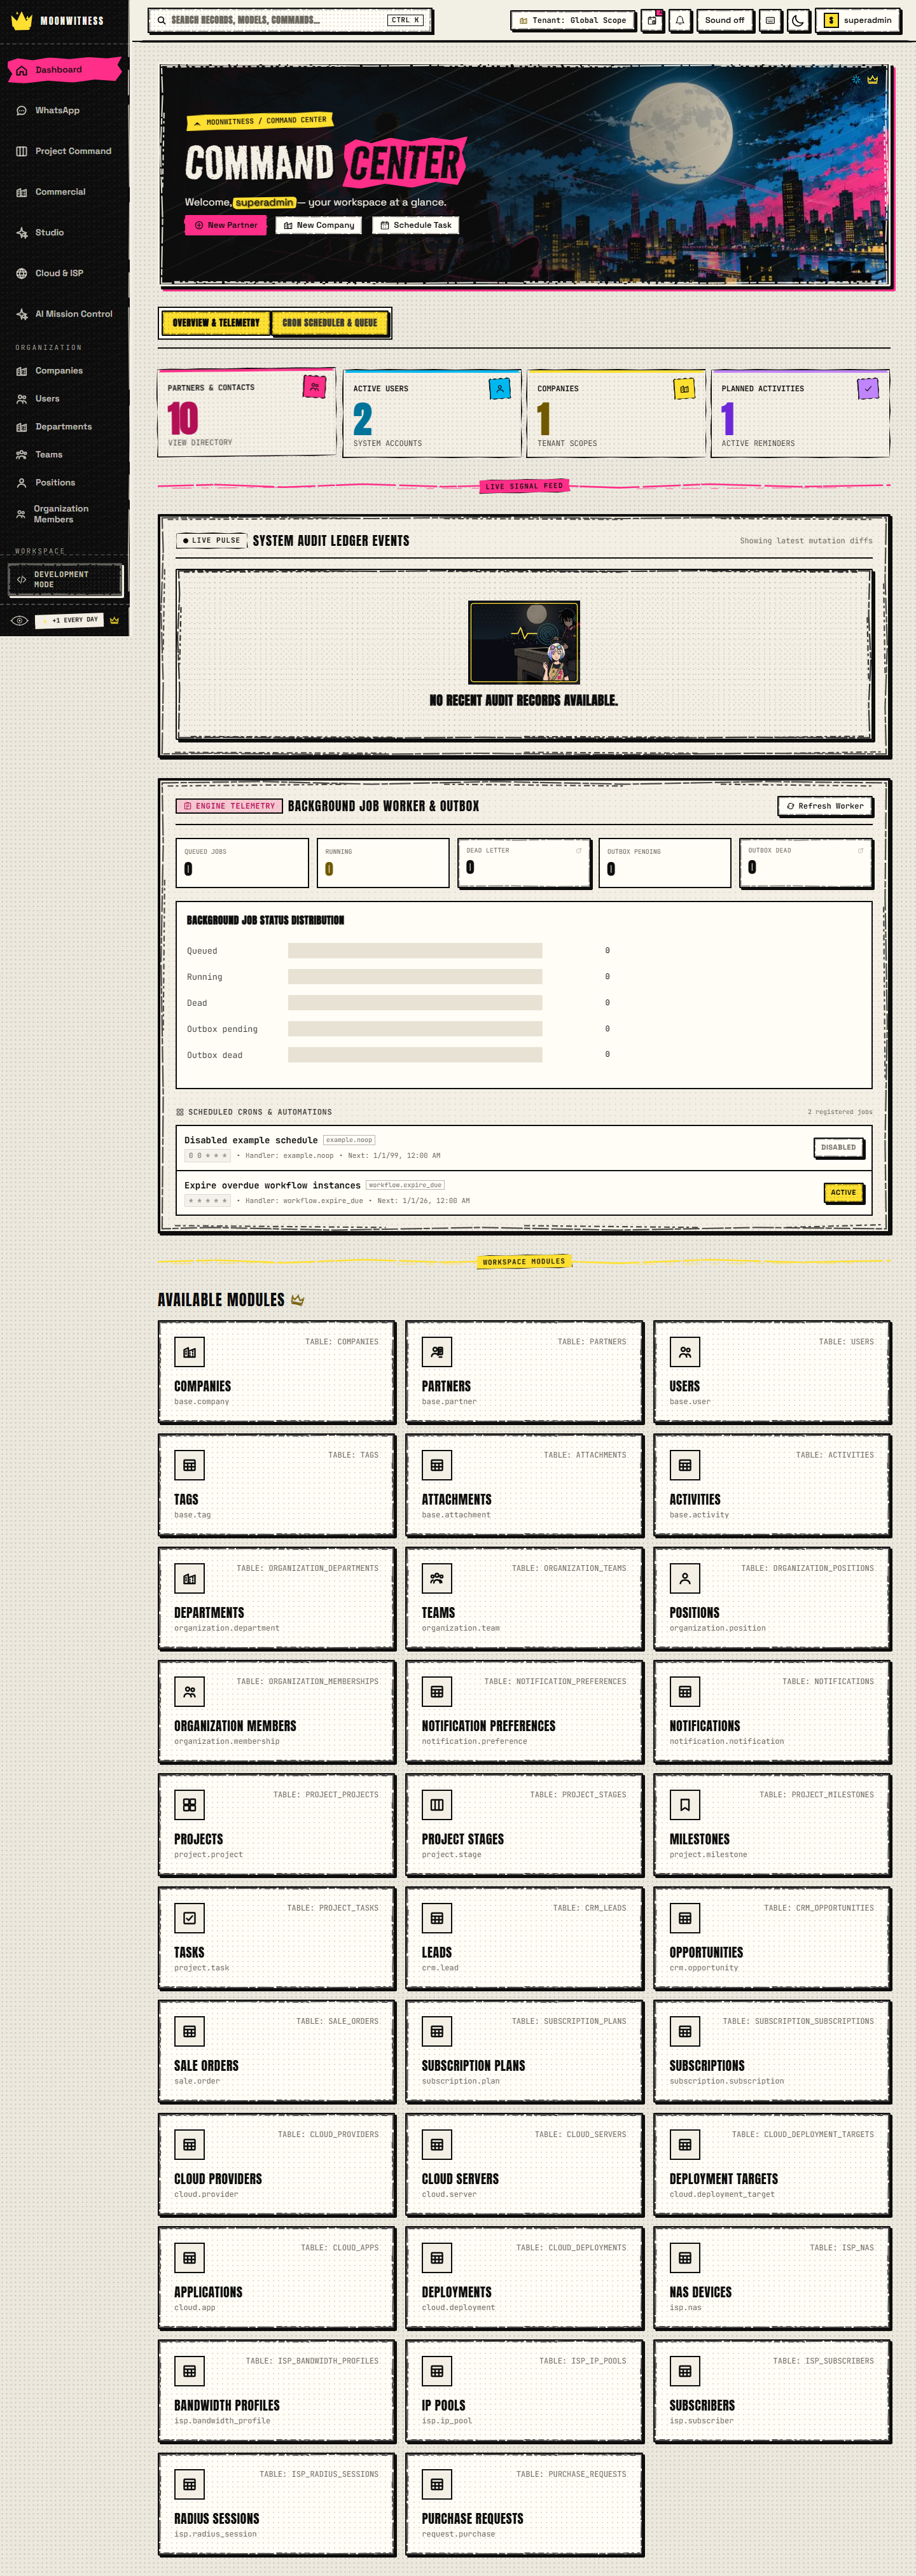 MOONWITNESS
Dashboard
WhatsApp
Project Command
Commercial
Studio
Cloud & ISP
AI Mission Control
ORGANIZATION
Companies
Users
Departments
Teams
Positions
Organization
Members
WORKSPACE
DEVELOPMENT
MODE
+1 EVERY DAY
SEARCH RECORDS, MODELS, COMMANDS...
CTRL K
Tenant: Global Scope
Sound off
superadmin
MOONWITNESS / COMMAND CENTER
COMMAND CENTER
Welcome, superadmin — your workspace at a glance.
New Partner
New Company
Schedule Task
OVERVIEW & TELEMETRY
CRON SCHEDULER & QUEUE
PARTNERS & CONTACTS
10
VIEW DIRECTORY
ACTIVE USERS
2
SYSTEM ACCOUNTS
COMPANIES
1
TENANT SCOPES
PLANNED ACTIVITIES
1
ACTIVE REMINDERS
LIVE SIGNAL FEED
LIVE PULSE
SYSTEM AUDIT LEDGER EVENTS
Showing latest mutation diffs
NO RECENT AUDIT RECORDS AVAILABLE.
ENGINE TELEMETRY
BACKGROUND JOB WORKER & OUTBOX
Refresh Worker
QUEUED JOBS
0
RUNNING
0
DEAD LETTER
0
OUTBOX PENDING
0
OUTBOX DEAD
0
BACKGROUND JOB STATUS DISTRIBUTION
Queued 0
Running 0
Dead 0
Outbox pending 0
Outbox dead 0
SCHEDULED CRONS & AUTOMATIONS
2 registered jobs
Disabled example schedule example.noop
0 0 * * * • Handler: example.noop • Next: 1/1/99, 12:00 AM
DISABLED
Expire overdue workflow instances workflow.expire_due
* * * * * • Handler: workflow.expire_due • Next: 1/1/26, 12:00 AM
ACTIVE
WORKSPACE MODULES
AVAILABLE MODULES
TABLE: COMPANIES
COMPANIES
base.company
TABLE: PARTNERS
PARTNERS
base.partner
TABLE: USERS
USERS
base.user
TABLE: TAGS
TAGS
base.tag
TABLE: ATTACHMENTS
ATTACHMENTS
base.attachment
TABLE: ACTIVITIES
ACTIVITIES
base.activity
TABLE: ORGANIZATION_DEPARTMENTS
DEPARTMENTS
organization.department
TABLE: ORGANIZATION_TEAMS
TEAMS
organization.team
TABLE: ORGANIZATION_POSITIONS
POSITIONS
organization.position
TABLE: ORGANIZATION_MEMBERSHIPS
ORGANIZATION MEMBERS
organization.membership
TABLE: NOTIFICATION_PREFERENCES
NOTIFICATION PREFERENCES
notification.preference
TABLE: NOTIFICATIONS
NOTIFICATIONS
notification.notification
TABLE: PROJECT_PROJECTS
PROJECTS
project.project
TABLE: PROJECT_STAGES
PROJECT STAGES
project.stage
TABLE: PROJECT_MILESTONES
MILESTONES
project.milestone
TABLE: PROJECT_TASKS
TASKS
project.task
TABLE: CRM_LEADS
LEADS
crm.lead
TABLE: CRM_OPPORTUNITIES
OPPORTUNITIES
crm.opportunity
TABLE: SALE_ORDERS
SALE ORDERS
sale.order
TABLE: SUBSCRIPTION_PLANS
SUBSCRIPTION PLANS
subscription.plan
TABLE: SUBSCRIPTION_SUBSCRIPTIONS
SUBSCRIPTIONS
subscription.subscription
TABLE: CLOUD_PROVIDERS
CLOUD PROVIDERS
cloud.provider
TABLE: CLOUD_SERVERS
CLOUD SERVERS
cloud.server
TABLE: CLOUD_DEPLOYMENT_TARGETS
DEPLOYMENT TARGETS
cloud.deployment_target
TABLE: CLOUD_APPS
APPLICATIONS
cloud.app
TABLE: CLOUD_DEPLOYMENTS
DEPLOYMENTS
cloud.deployment
TABLE: ISP_NAS
NAS DEVICES
isp.nas
TABLE: ISP_BANDWIDTH_PROFILES
BANDWIDTH PROFILES
isp.bandwidth_profile
TABLE: ISP_IP_POOLS
IP POOLS
isp.ip_pool
TABLE: ISP_SUBSCRIBERS
SUBSCRIBERS
isp.subscriber
TABLE: ISP_RADIUS_SESSIONS
RADIUS SESSIONS
isp.radius_session
TABLE: PURCHASE_REQUESTS
PURCHASE REQUESTS
request.purchase